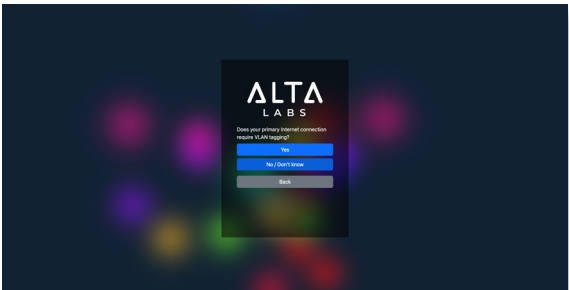 ALTA
LABS
Does your primary Internet connection
require VLAN tagging?
Yes
No / Don't know
Back